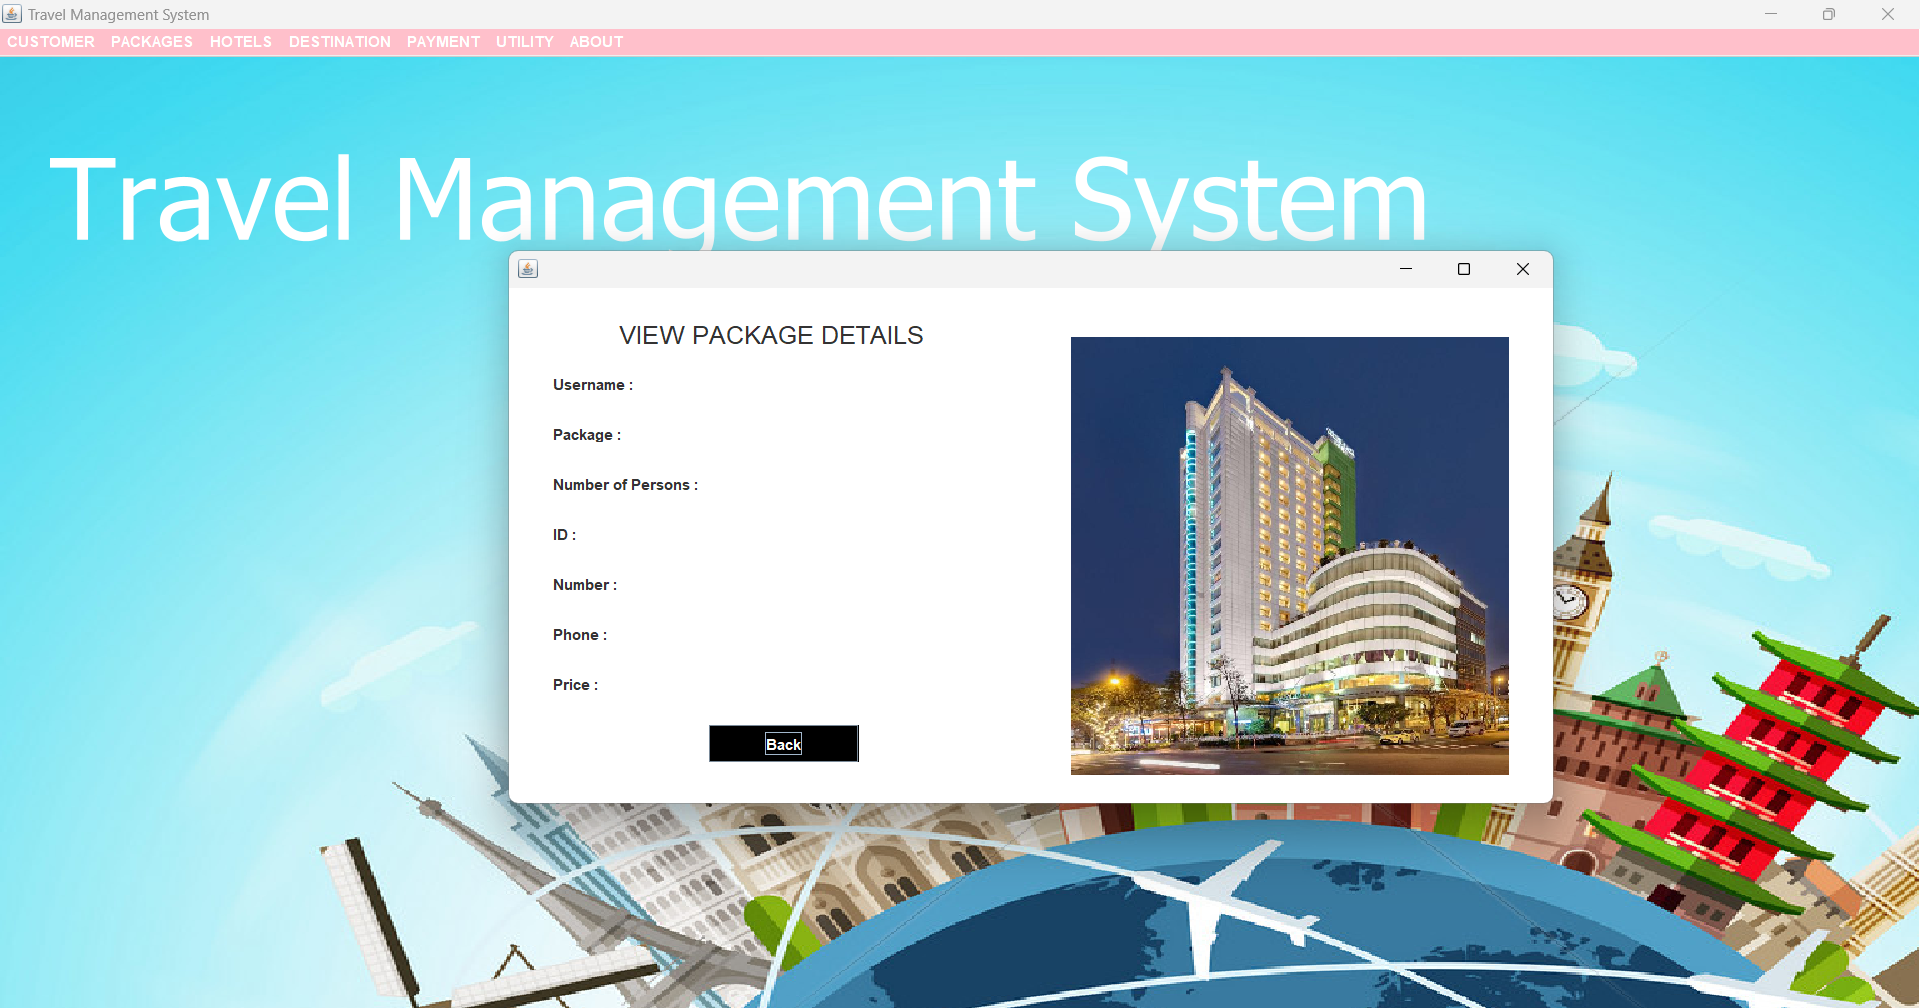 Travel Management System
CUSTOMER PACKAGES HOTELS DESTINATION PAYMENT UTILITY ABOUT
Travel Management System
VIEW PACKAGE DETAILS
Username :
Package :
Number of Persons :
ID :
Number :
Phone :
Price :
Back